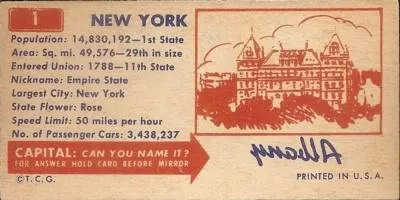 1
NEW YORK
Population: 14,830,192—1st State
Area: Sq. mi. 49,576—29th in size
Entered Union: 1788—11th State
Nickname: Empire State
Largest City: New York
State Flower: Rose
Speed Limit: 50 miles per hour
No. of Passenger Cars: 3,438,237
CAPITAL: CAN YOU NAME IT?
FOR ANSWER HOLD CARD BEFORE MIRROR
Albany
©T.C.G.
PRINTED IN U.S.A.